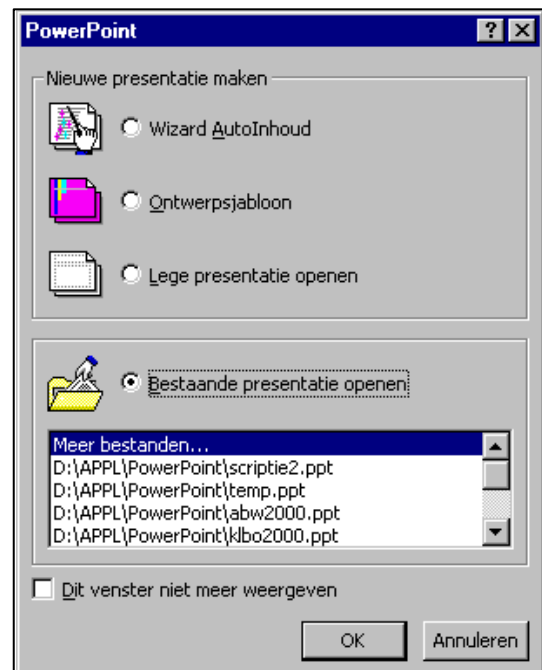 PowerPoint
Nieuwe presentatie maken
Wizard AutoInhoud
Ontwerpsjabloon
Lege presentatie openen
Bestaande presentatie openen
Meer bestanden...
D:\APPL\PowerPoint\scriptie2.ppt
D:\APPL\PowerPoint\temp.ppt
D:\APPL\PowerPoint\abw2000.ppt
D:\APPL\PowerPoint\klbo2000.ppt
Dit venster niet meer weergeven
OK Annuleren